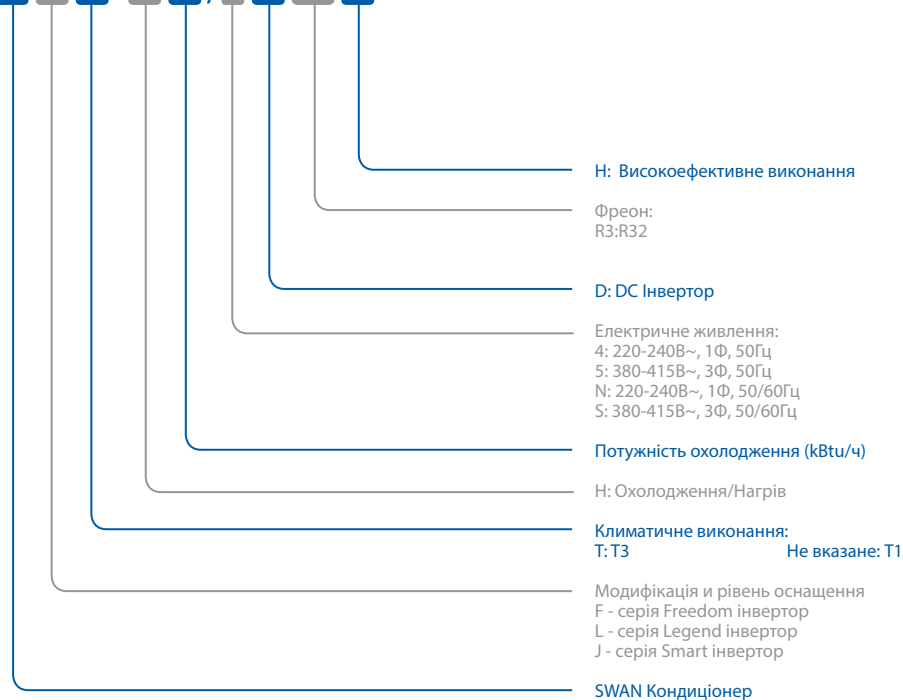 Н: Високоефективне виконання
Фреон:
R3:R32
D: DC Інвертор
Електричне живлення:
4: 220-240В~, 1Ф, 50Гц
5: 380-415В~, 3Ф, 50Гц
N: 220-240В~, 1Ф, 50/60Гц
S: 380-415В~, 3Ф, 50/60Гц
Потужність охолодження (kBtu/ч)
Н: Охолодження/Нагрів
Климатичне виконання:
Т: Т3 Не вказане: Т1
Модифікація и рівень оснащення
F - серія Freedom інвертор
L - серія Legend інвертор
J - серія Smart інвертор
SWAN Кондиціонер